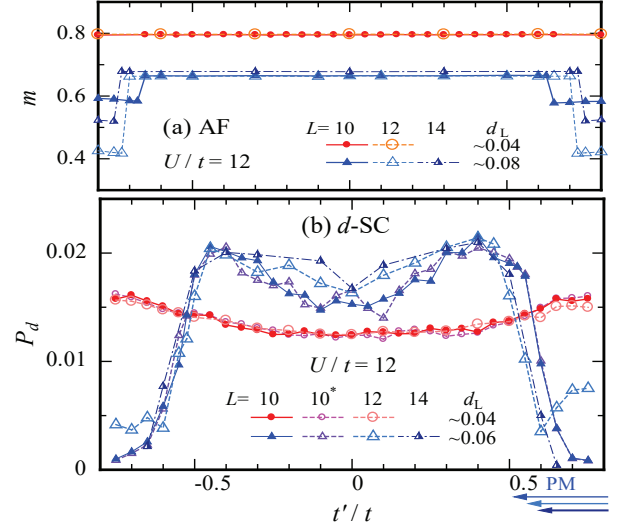 0.8
m
0.6
(a) AF
L= 10 12 14 d_L
U / t = 12
~0.04
0.4
~0.08
(b) d-SC
0.02
P_d
0.01
U / t = 12
L= 10 10* 12 14 d_L
~0.04
~0.06
0
-0.5 0 0.5 PM
t′ / t